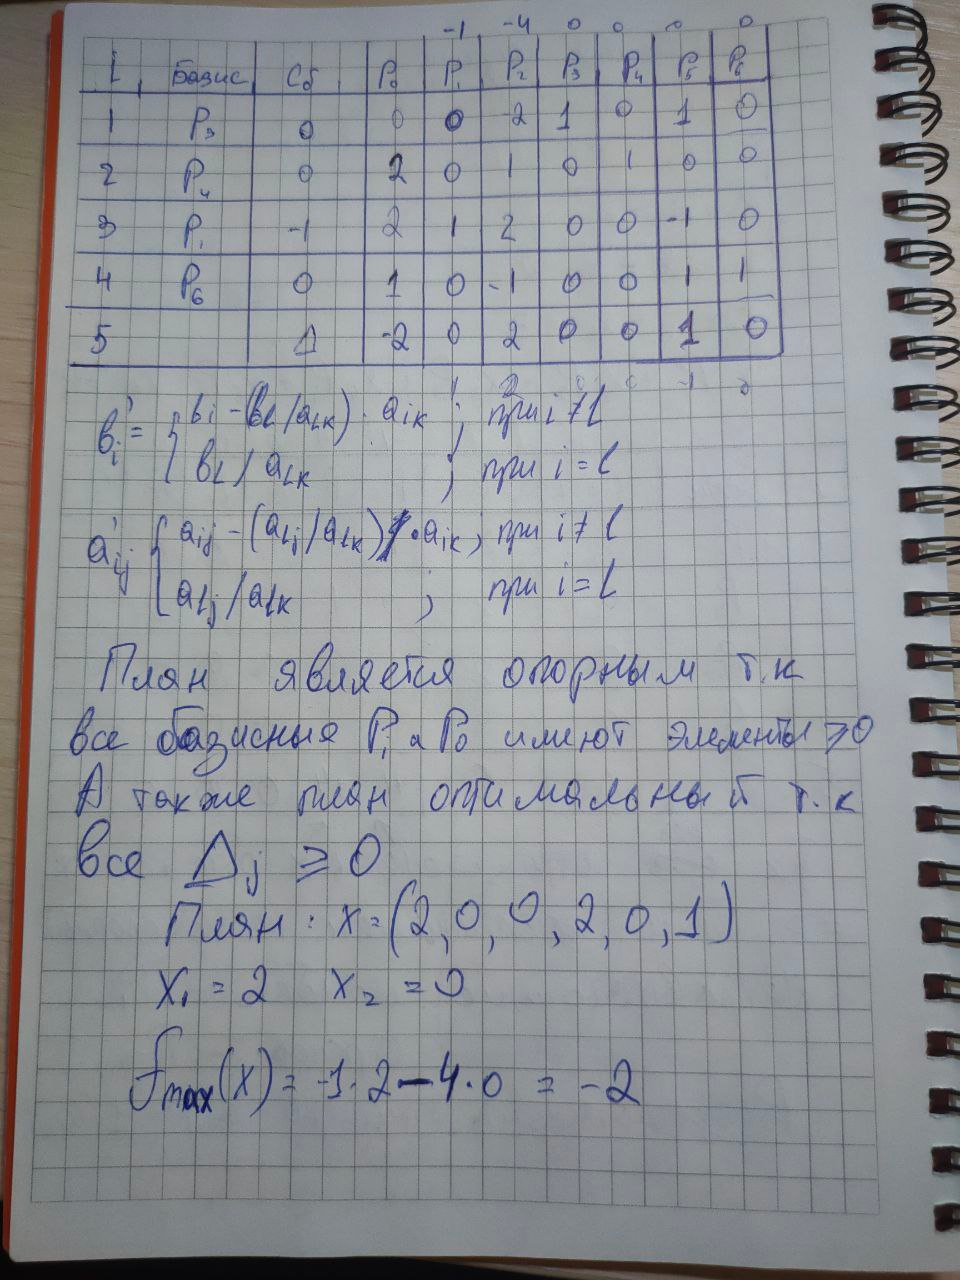 -1 -4 0 0 0 0
i Базис Сб P₀ P₁ P₂ P₃ P₄ P₅ P₆
1 P₃ 0 0 0 -2 1 0 1 0
2 P₄ 0 2 0 1 0 1 0 0
3 P₁ -1 2 1 2 0 0 -1 0
4 P₆ 0 1 0 -1 0 0 1 1
5 Δ -2 0 2 0 0 1 0
bᵢ' = { bᵢ - (bₗ/aₗₖ) · aᵢₖ ; при i ≠ l
bₗ / aₗₖ ; при i = l
aᵢⱼ' { aᵢⱼ - (aₗⱼ/aₗₖ) · aᵢₖ ; при i ≠ l
aₗⱼ/aₗₖ ; при i = l
План является опорным т.к
все базисные P₁ и P₀ имеют элементы ≥ 0
А также план оптимальный т.к
все Δⱼ ≥ 0
План: x = (2, 0, 0, 2, 0, 1)
x₁ = 2 x₂ = 0
fmax(x) = -1 · 2 - 4 · 0 = -2